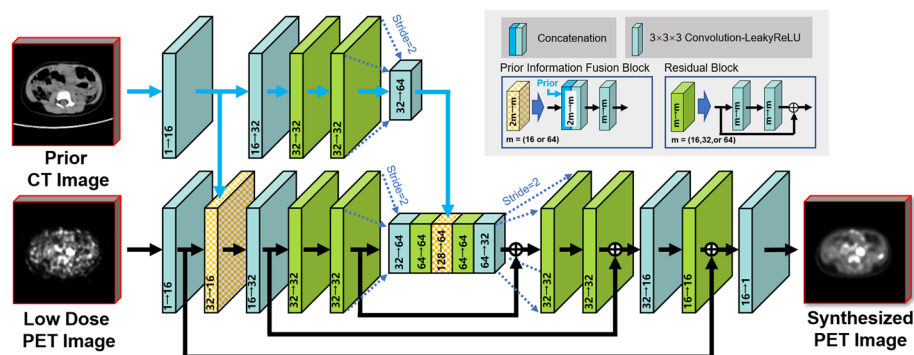 Stride=2
Concatenation
3×3×3 Convolution-LeakyReLU
Prior Information Fusion Block
Residual Block
Prior
2m→m
2m→m
m→m
m = (16 or 64)
m→m
m→m
m→m
m = (16,32,or 64)
1→16
16→32
32→32
32→32
32→64
Prior
CT Image
Stride=2
1→16
32→16
16→32
32→32
32→32
32→64
64→64
128→64
64→64
64→32
32→32
32→32
32→16
16→16
16→1
Low Dose
PET Image
Synthesized
PET Image